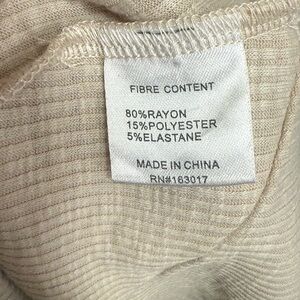 FIBRE CONTENT
80%RAYON
15%POLYESTER
5%ELASTANE
MADE IN CHINA
RN#163017